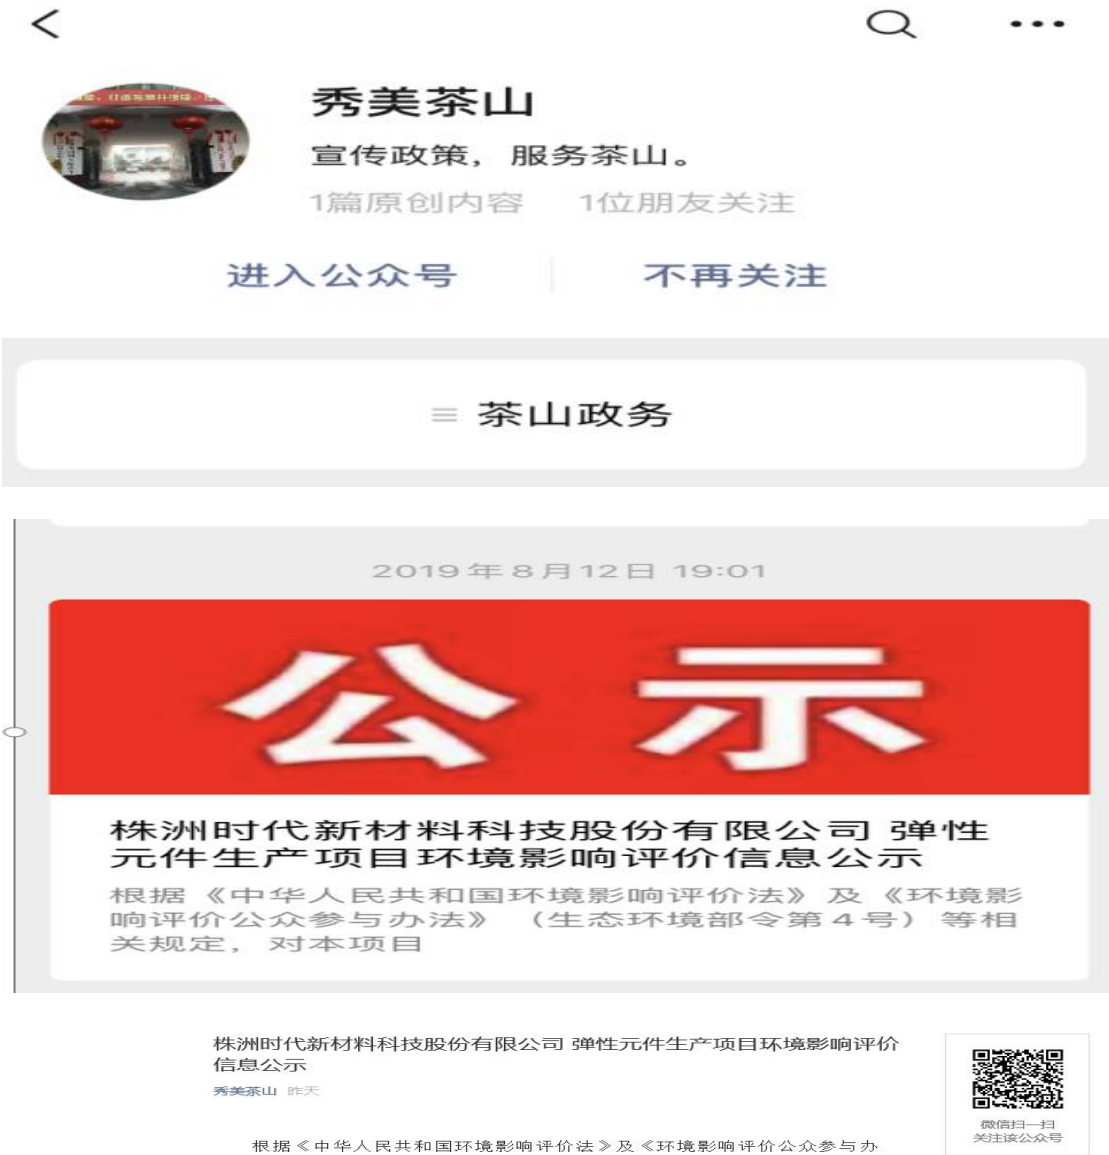 秀美茶山
宣传政策，服务茶山。
1篇原创内容 1位朋友关注
进入公众号 不再关注
茶山政务
2019年8月12日 19:01
公示
株洲时代新材料科技股份有限公司 弹性
元件生产项目环境影响评价信息公示
根据《中华人民共和国环境影响评价法》及《环境影
响评价公众参与办法》（生态环境部令第4号）等相
关规定，对本项目
株洲时代新材料科技股份有限公司 弹性元件生产项目环境影响评价
信息公示
秀美茶山 昨天
微信扫一扫
关注该公众号
根据《中华人民共和国环境影响评价法》及《环境影响评价公众参与办